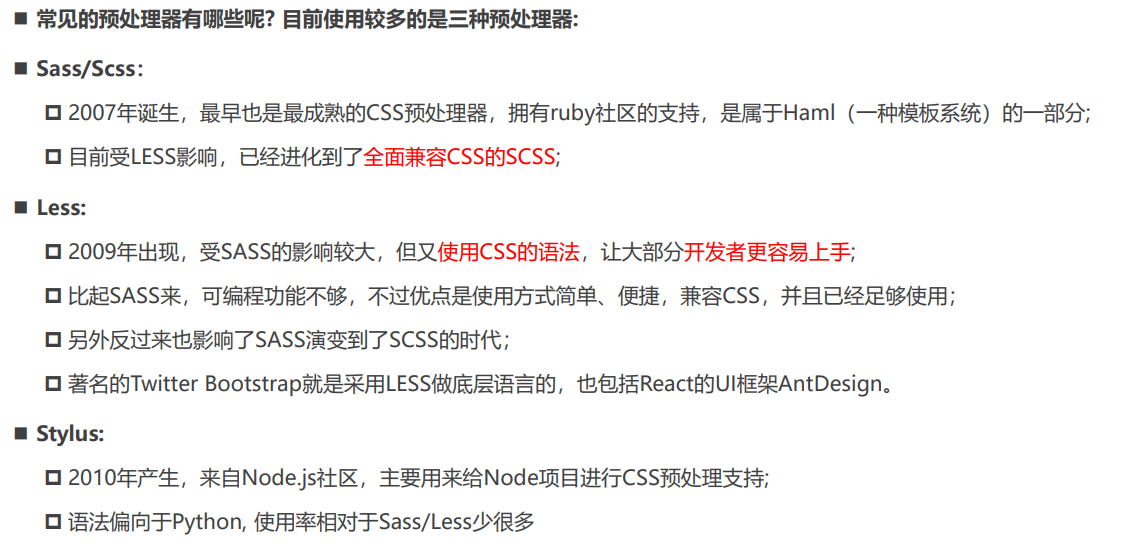 ■ 常见的预处理器有哪些呢? 目前使用较多的是三种预处理器:
■ Sass/Scss：
口 2007年诞生，最早也是最成熟的CSS预处理器，拥有ruby社区的支持，是属于Haml（一种模板系统）的一部分;
口 目前受LESS影响，已经进化到了全面兼容CSS的SCSS;
■ Less:
口 2009年出现，受SASS的影响较大，但又使用CSS的语法，让大部分开发者更容易上手;
口 比起SASS来，可编程功能不够，不过优点是使用方式简单、便捷，兼容CSS，并且已经足够使用；
口 另外反过来也影响了SASS演变到了SCSS的时代；
口 著名的Twitter Bootstrap就是采用LESS做底层语言的，也包括React的UI框架AntDesign。
■ Stylus:
口 2010年产生，来自Node.js社区，主要用来给Node项目进行CSS预处理支持;
口 语法偏向于Python, 使用率相对于Sass/Less少很多